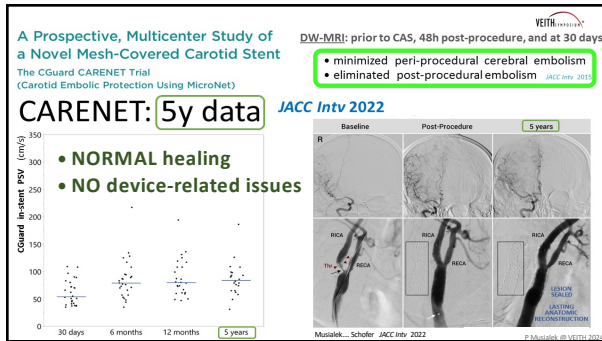 VEITHSYMPOSIUM
A Prospective, Multicenter Study of
a Novel Mesh-Covered Carotid Stent
The CGuard CARENET Trial
(Carotid Embolic Protection Using MicroNet)
DW-MRI: prior to CAS, 48h post-procedure, and at 30 days
• minimized peri-procedural cerebral embolism
• eliminated post-procedural embolism JACC Intv 2015
CARENET: 5y data JACC Intv 2022
• NORMAL healing
• NO device-related issues
CGuard in-stent PSV (cm/s)
350
300
250
200
150
100
50
0
30 days 6 months 12 months 5 years
Baseline Post-Procedure 5 years
R
RICA RECA Thr
RICA RECA
RICA RECA
LESION
SEALED
LASTING
ANATOMIC
RECONSTRUCTION
Musialek.... Schofer JACC Intv 2022
P Musialek @ VEITH 2024